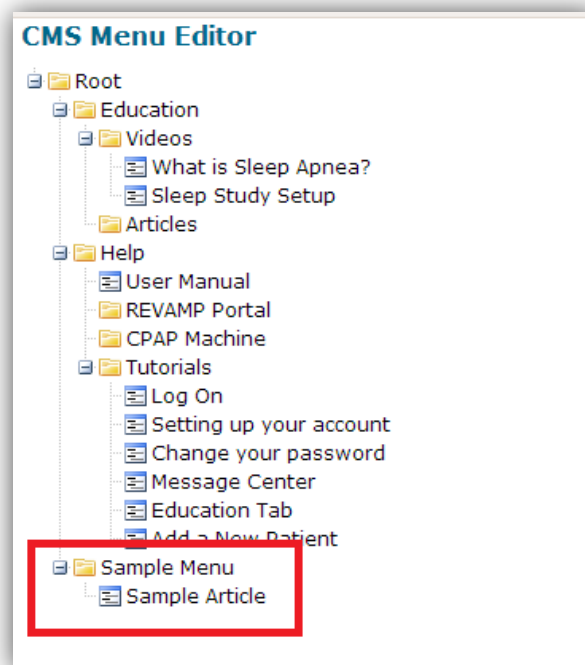 CMS Menu Editor
Root
Education
Videos
What is Sleep Apnea?
Sleep Study Setup
Articles
Help
User Manual
REVAMP Portal
CPAP Machine
Tutorials
Log On
Setting up your account
Change your password
Message Center
Education Tab
Add a New Patient
Sample Menu
Sample Article